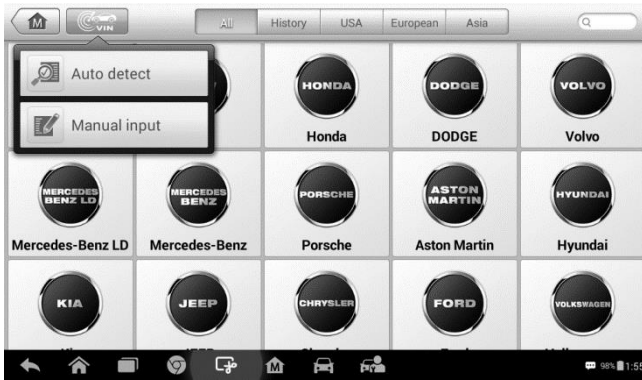 M
VIN
All
History
USA
European
Asia
Auto detect
Manual input
HONDA
DODGE
VOLVO
Honda
DODGE
Volvo
MERCEDES
BENZ LD
MERCEDES
BENZ
PORSCHE
ASTON
MARTIN
HYUNDAI
Mercedes-Benz LD
Mercedes-Benz
Porsche
Aston Martin
Hyundai
KIA
JEEP
CHRYSLER
FORD
VOLKSWAGEN
M
98%